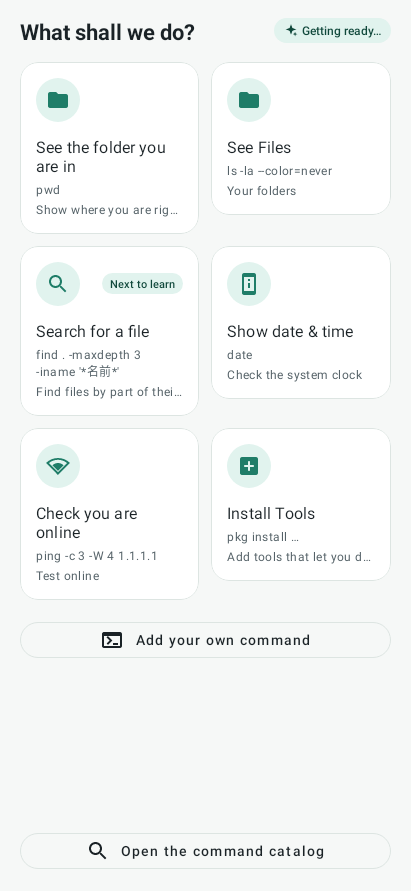 What shall we do?
Getting ready…
See the folder you
are in
pwd
Show where you are rig…
See Files
ls -la --color=never
Your folders
Next to learn
Search for a file
find . -maxdepth 3
-iname '*名前*'
Find files by part of thei…
Show date & time
date
Check the system clock
Check you are
online
ping -c 3 -W 4 1.1.1.1
Test online
Install Tools
pkg install …
Add tools that let you d…
Add your own command
Open the command catalog